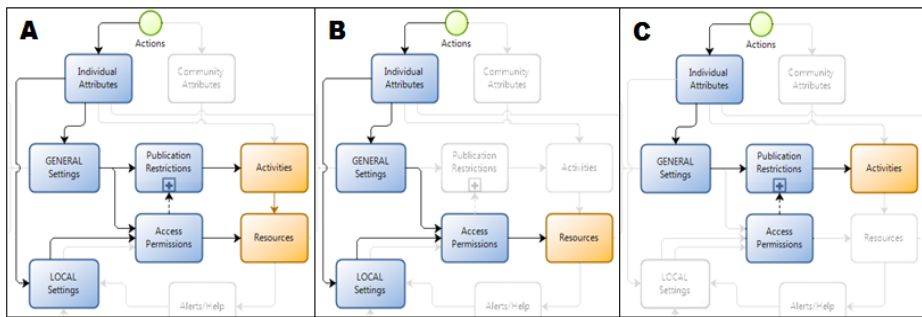 A
Actions
Individual
Attributes
Community
Attributes
GENERAL
Settings
Publication
Restrictions
Activities
Access
Permissions
Resources
LOCAL
Settings
Alerts/Help
B
Actions
Individual
Attributes
Community
Attributes
GENERAL
Settings
Publication
Restrictions
Activities
Access
Permissions
Resources
LOCAL
Settings
Alerts/Help
C
Actions
Individual
Attributes
Community
Attributes
GENERAL
Settings
Publication
Restrictions
Activities
Access
Permissions
Resources
LOCAL
Settings
Alerts/Help